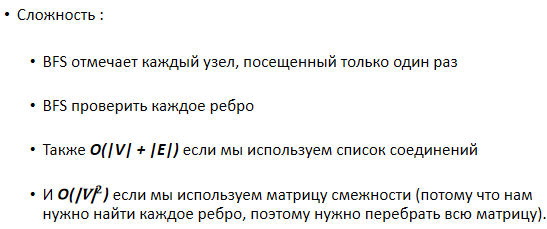 • Сложность :
• BFS отмечает каждый узел, посещенный только один раз
• BFS проверить каждое ребро
• Также O(|V| + |E|) если мы используем список соединений
• И O(|V|²) если мы используем матрицу смежности (потому что нам
нужно найти каждое ребро, поэтому нужно перебрать всю матрицу).